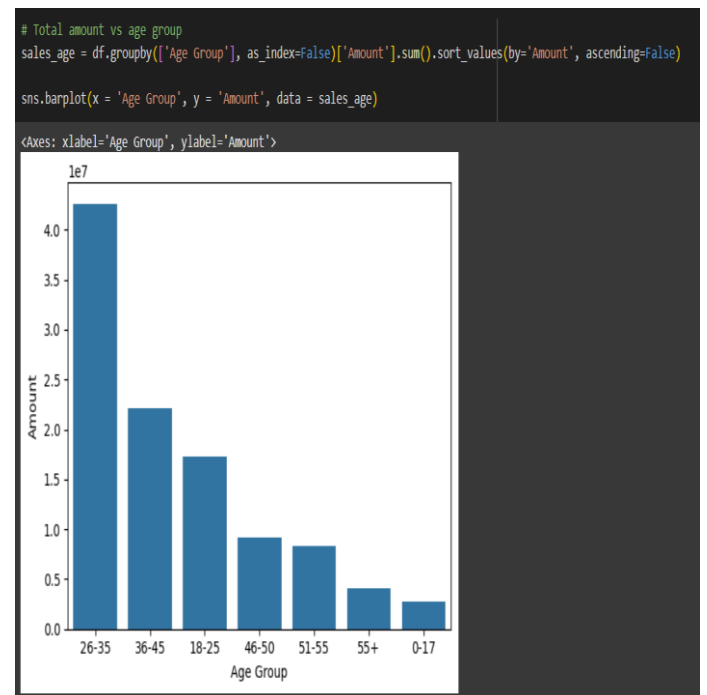 # Total amount vs age group
sales_age = df.groupby(['Age Group'], as_index=False)['Amount'].sum().sort_values(by='Amount', ascending=False)
sns.barplot(x = 'Age Group', y = 'Amount', data = sales_age)
<Axes: xlabel='Age Group', ylabel='Amount'>
1e7
4.0
3.5
3.0
2.5
2.0
1.5
1.0
0.5
0.0
Amount
26-35 36-45 18-25 46-50 51-55 55+ 0-17
Age Group